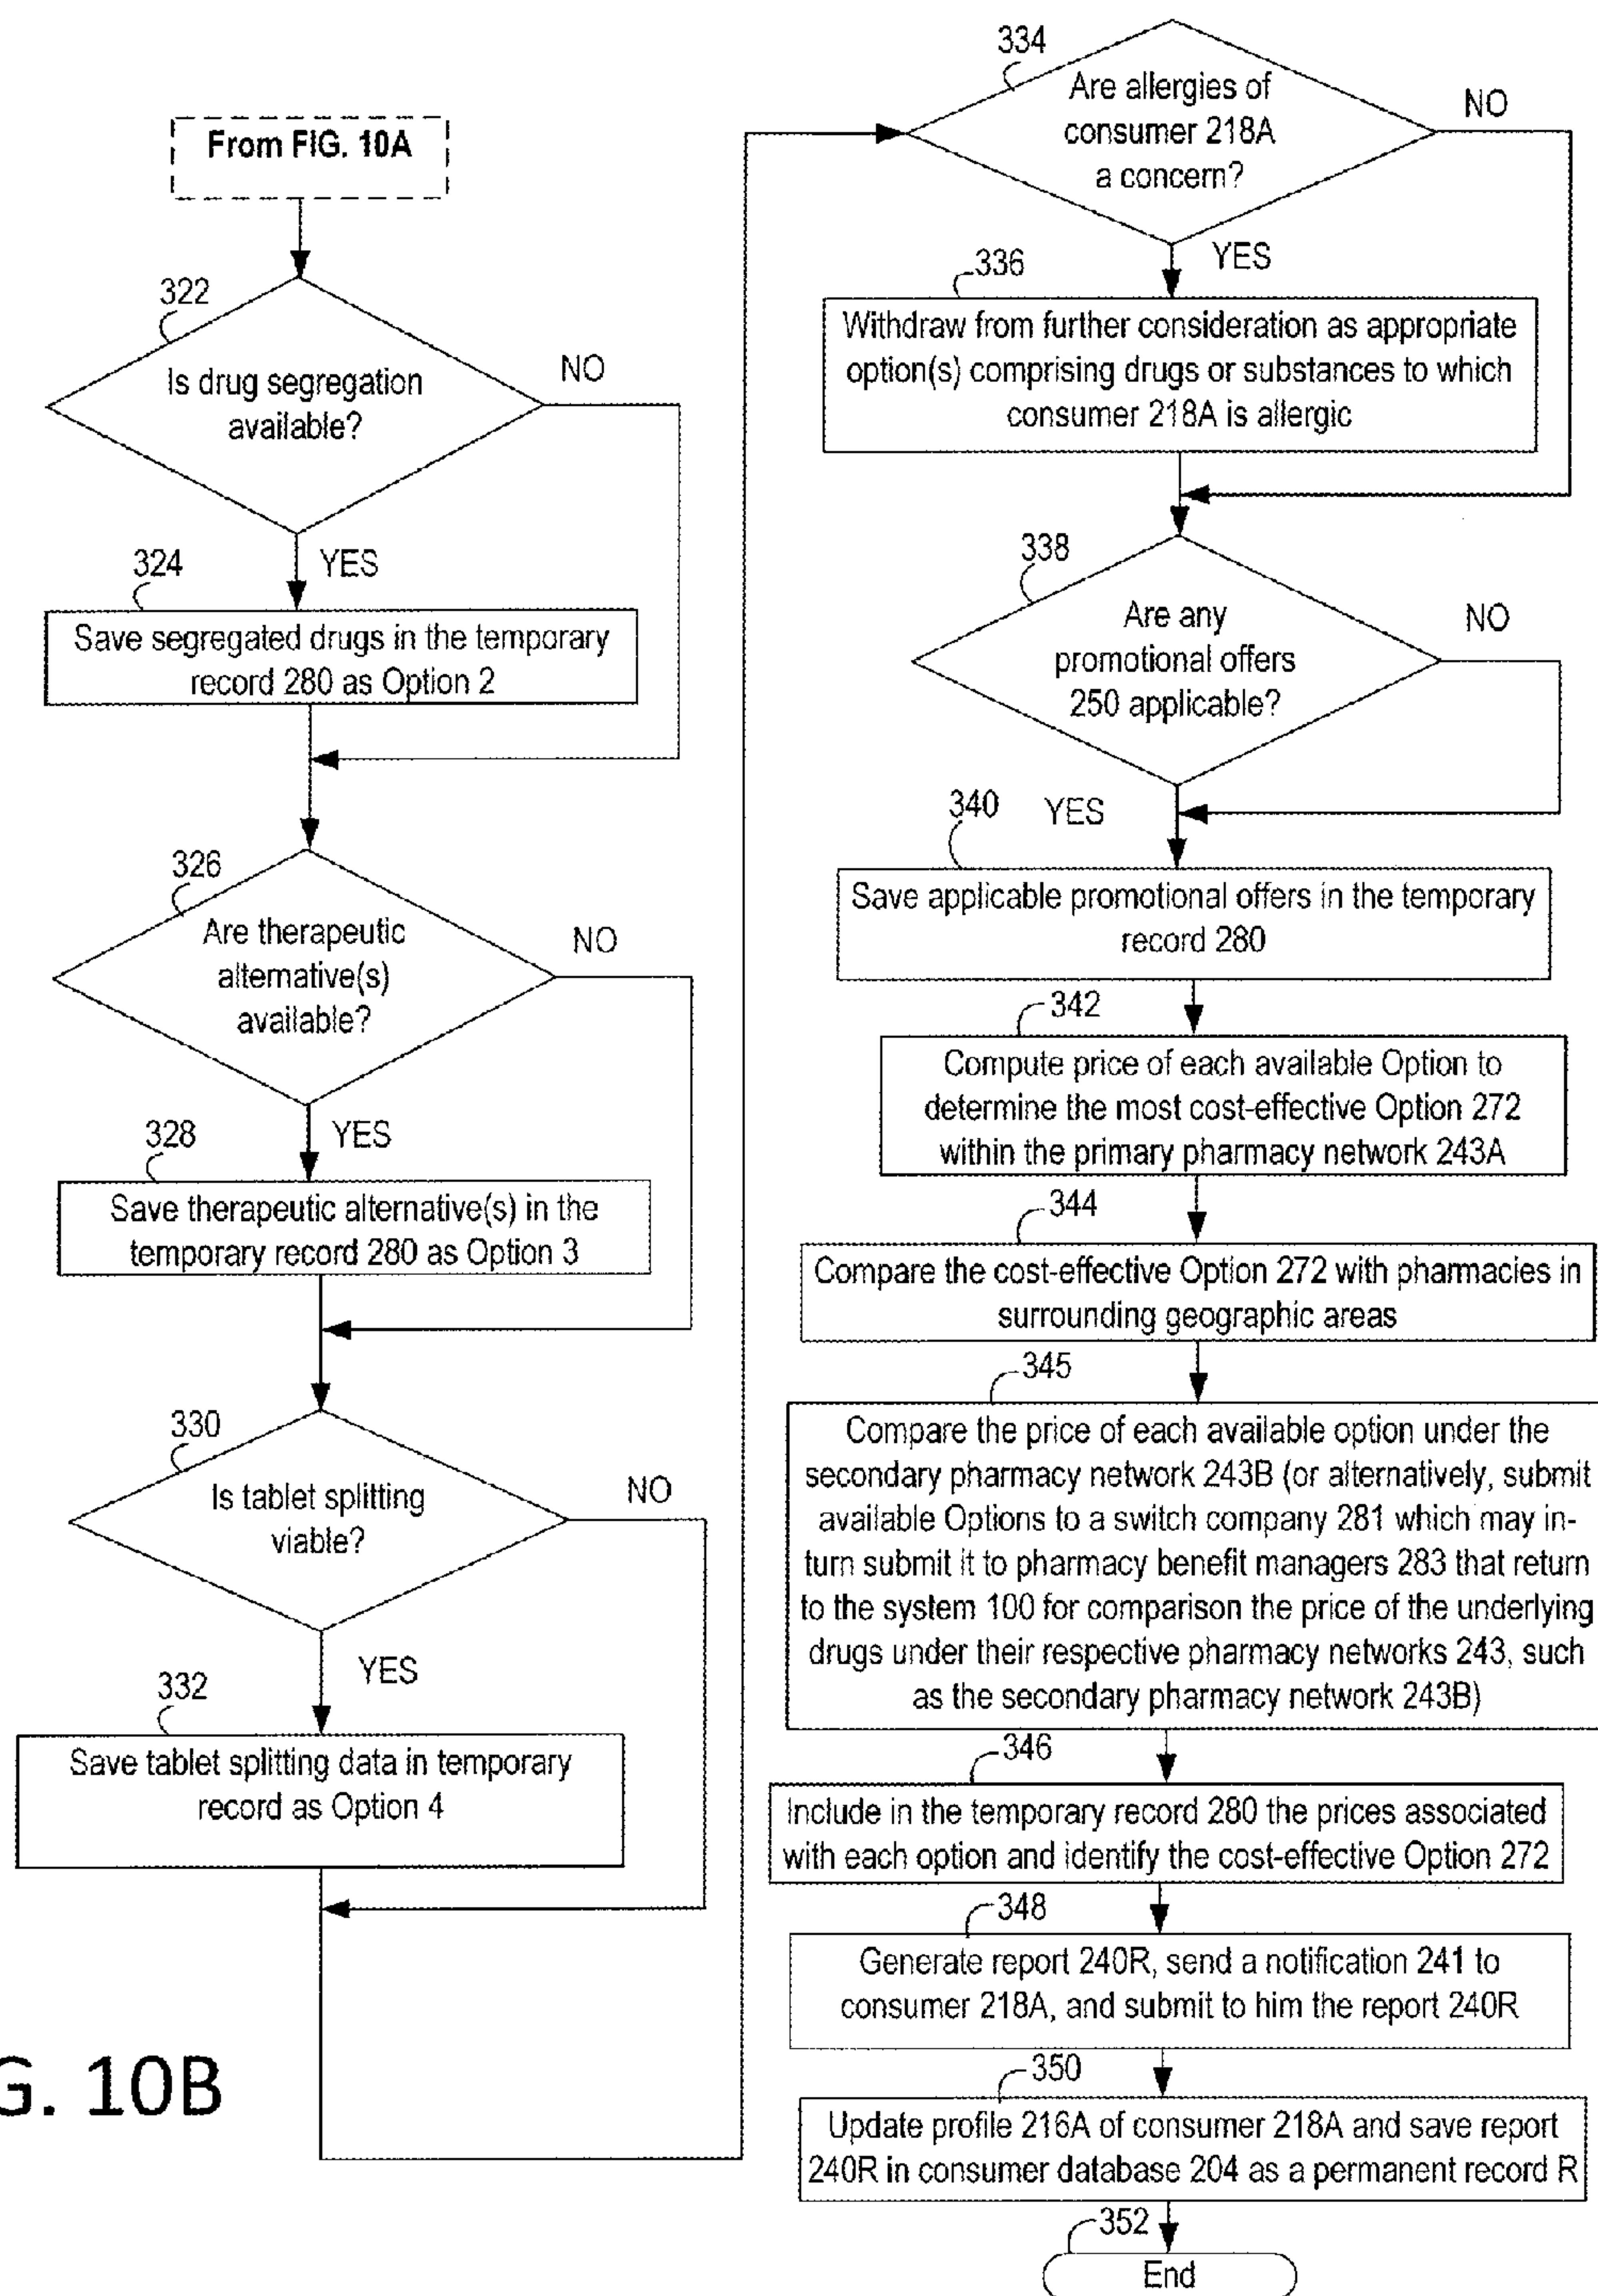 From FIG. 10A
322
Is drug segregation
available?
NO
YES
324
Save segregated drugs in the temporary
record 280 as Option 2
326
Are therapeutic
alternative(s)
available?
NO
YES
328
Save therapeutic alternative(s) in the
temporary record 280 as Option 3
330
Is tablet splitting
viable?
NO
YES
332
Save tablet splitting data in temporary
record as Option 4
334
Are allergies of
consumer 218A
a concern?
NO
YES
336
Withdraw from further consideration as appropriate
option(s) comprising drugs or substances to which
consumer 218A is allergic
338
Are any
promotional offers
250 applicable?
NO
YES
340
Save applicable promotional offers in the temporary
record 280
342
Compute price of each available Option to
determine the most cost-effective Option 272
within the primary pharmacy network 243A
344
Compare the cost-effective Option 272 with pharmacies in
surrounding geographic areas
345
Compare the price of each available option under the
secondary pharmacy network 243B (or alternatively, submit
available Options to a switch company 281 which may in-
turn submit it to pharmacy benefit managers 283 that return
to the system 100 for comparison the price of the underlying
drugs under their respective pharmacy networks 243, such
as the secondary pharmacy network 243B)
346
Include in the temporary record 280 the prices associated
with each option and identify the cost-effective Option 272
348
Generate report 240R, send a notification 241 to
consumer 218A, and submit to him the report 240R
350
Update profile 216A of consumer 218A and save report
240R in consumer database 204 as a permanent record R
352
End
G. 10B